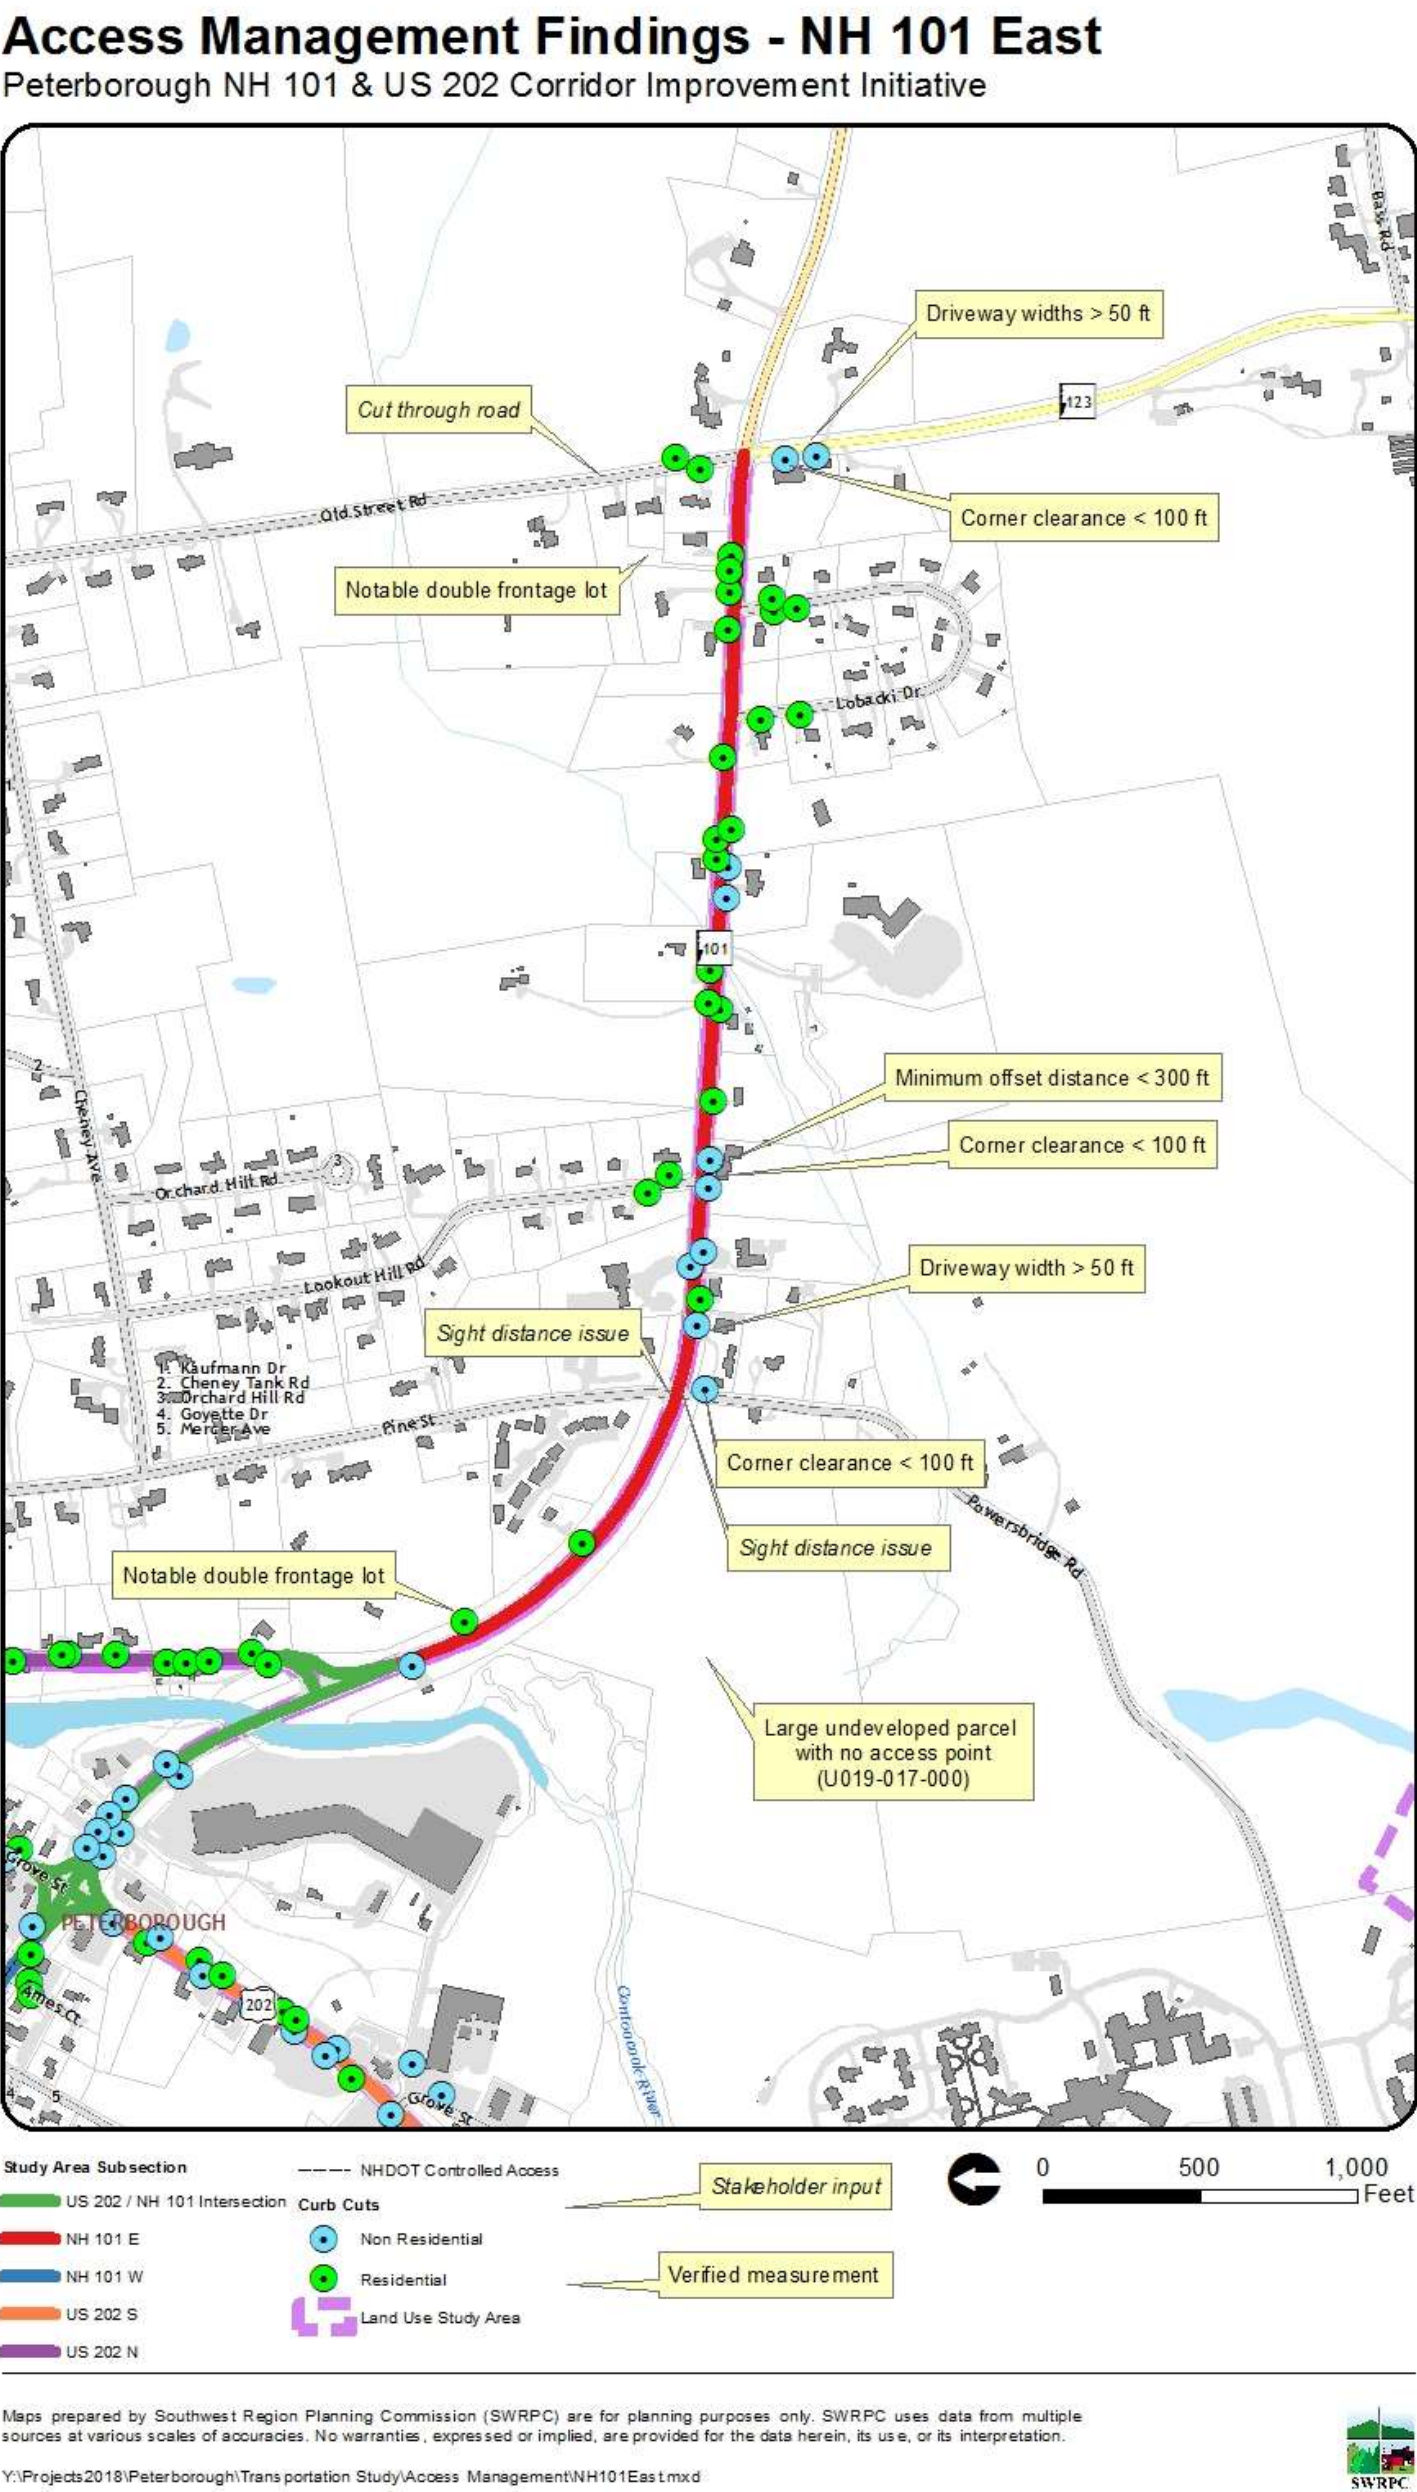 Access Management Findings - NH 101 East
Peterborough NH 101 & US 202 Corridor Improvement Initiative
Bass Rd
Driveway widths > 50 ft
123
Cut through road
Old Street Rd
Corner clearance < 100 ft
Notable double frontage lot
Lobacki Dr
101
2
Cheney Ave
Minimum offset distance < 300 ft
Corner clearance < 100 ft
3
Orchard Hill Rd
Lookout Hill Rd
Driveway width > 50 ft
Sight distance issue
1. Kaufmann Dr
2. Cheney Tank Rd
3. Orchard Hill Rd
4. Goyette Dr
5. Mercer Ave
Pine St
Corner clearance < 100 ft
Powersbridge Rd
Sight distance issue
Notable double frontage lot
Large undeveloped parcel
with no access point
(U019-017-000)
Grove St
PETERBOROUGH
Ames Ct
202
Contoocook River
4
5
Grove St
Study Area Subsection
US 202 / NH 101 Intersection
NH 101 E
NH 101 W
US 202 S
US 202 N
NHDOT Controlled Access
Curb Cuts
Non Residential
Residential
Land Use Study Area
Stakeholder input
Verified measurement
0 500 1,000
Feet
Maps prepared by Southwest Region Planning Commission (SWRPC) are for planning purposes only. SWRPC uses data from multiple
sources at various scales of accuracies. No warranties, expressed or implied, are provided for the data herein, its use, or its interpretation.
Y:\Projects2018\Peterborough\Transportation Study\Access Management\NH101East.mxd
SWRPC